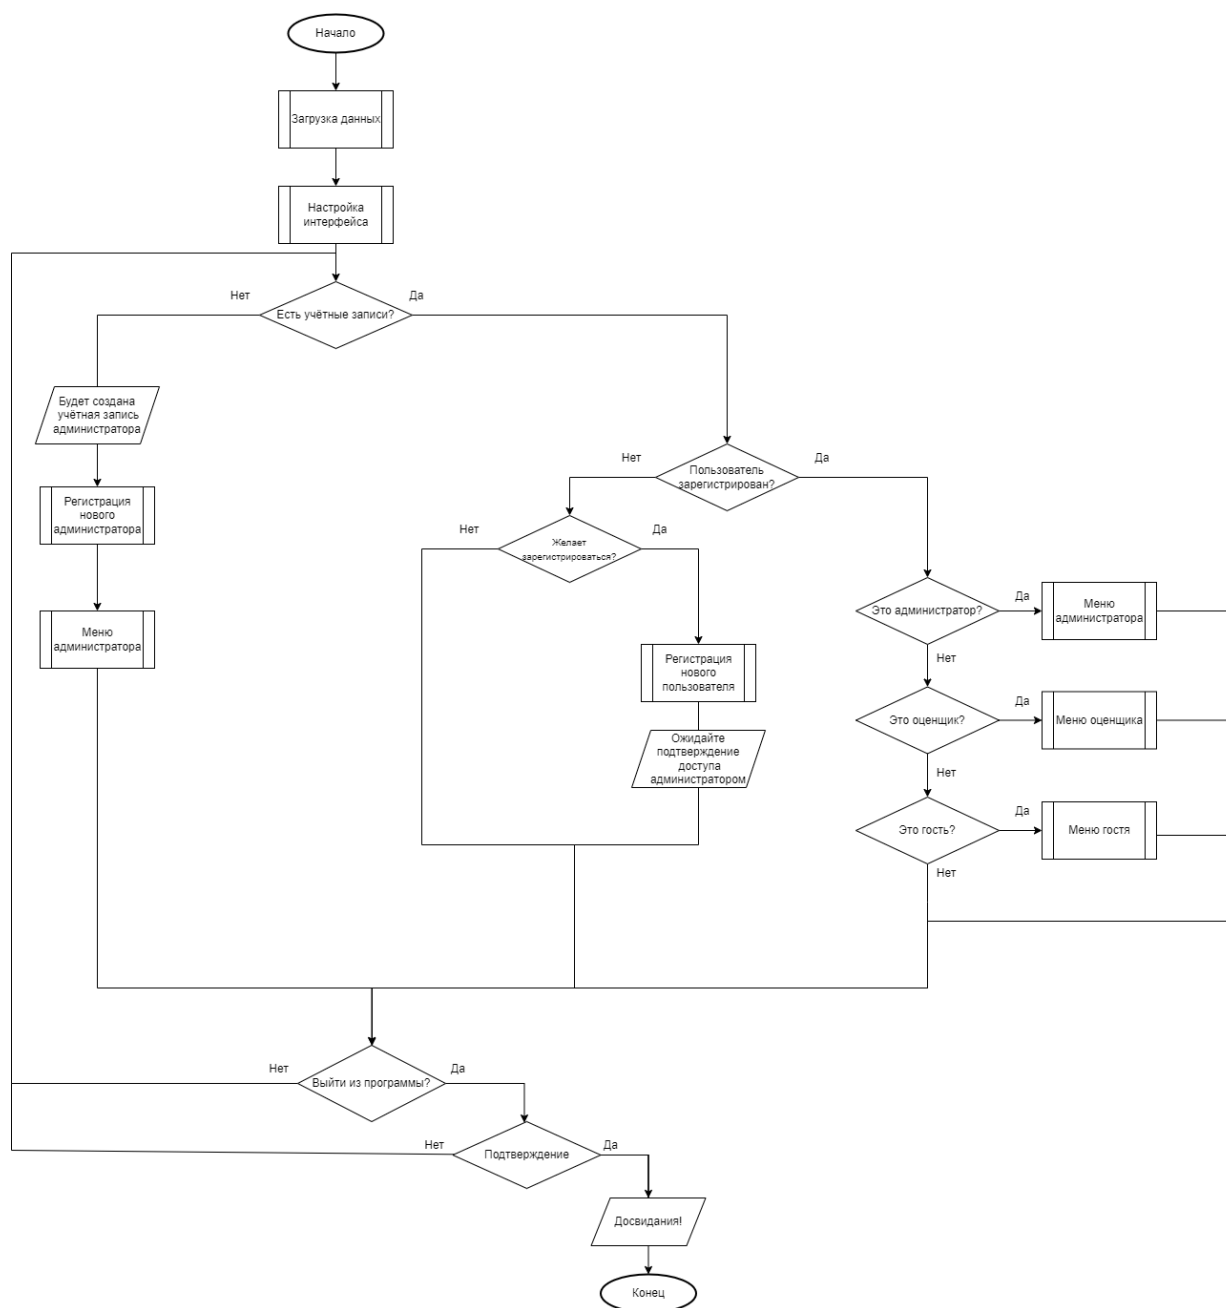 Начало
Загрузка данных
Настройка
интерфейса
Нет
Да
Есть учётные записи?
Будет создана
учётная запись
администратора
Регистрация
нового
администратора
Меню
администратора
Нет
Да
Пользователь
зарегистрирован?
Нет
Да
Желает
зарегистрироваться?
Регистрация
нового
пользователя
Ожидайте
подтверждение
доступа
администратором
Это администратор?
Да
Меню
администратора
Нет
Это оценщик?
Да
Меню оценщика
Нет
Это гость?
Да
Меню гостя
Нет
Нет
Да
Выйти из программы?
Нет
Да
Подтверждение
Досвидания!
Конец